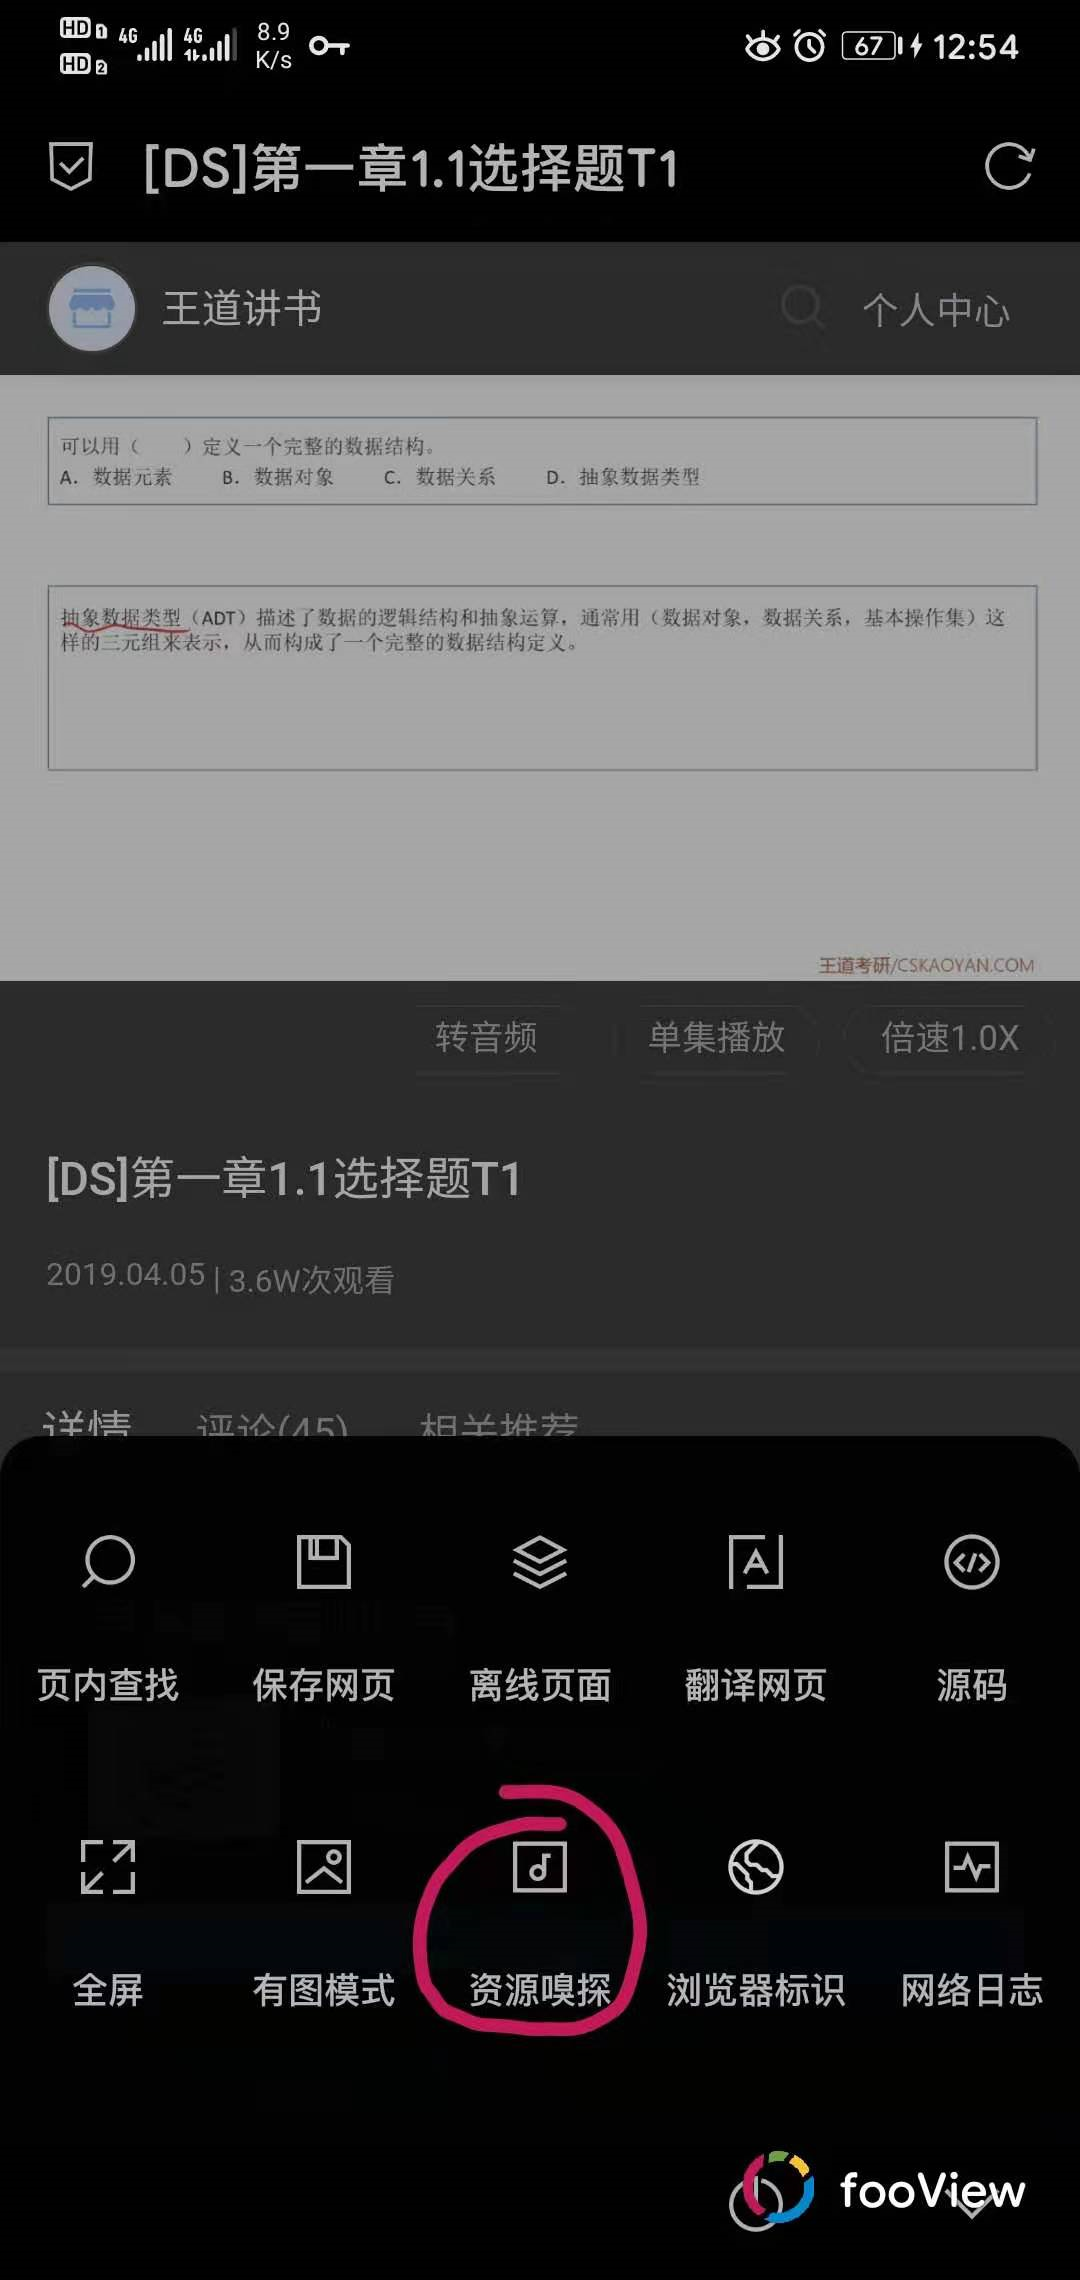 HD 1 4G 4G 8.9 67 12:54
HD 2 K/s
[DS]第一章1.1选择题T1
王道讲书 个人中心
可以用（ ）定义一个完整的数据结构。
A. 数据元素 B. 数据对象 C. 数据关系 D. 抽象数据类型
抽象数据类型（ADT）描述了数据的逻辑结构和抽象运算，通常用（数据对象，数据关系，基本操作集）这
样的三元组来表示，从而构成了一个完整的数据结构定义。
王道考研/CSKAOYAN.COM
转音频 单集播放 倍速1.0X
[DS]第一章1.1选择题T1
2019.04.05 | 3.6W次观看
详情 评论(45) 相关推荐
页内查找 保存网页 离线页面 翻译网页 源码
全屏 有图模式 资源嗅探 浏览器标识 网络日志
fooView